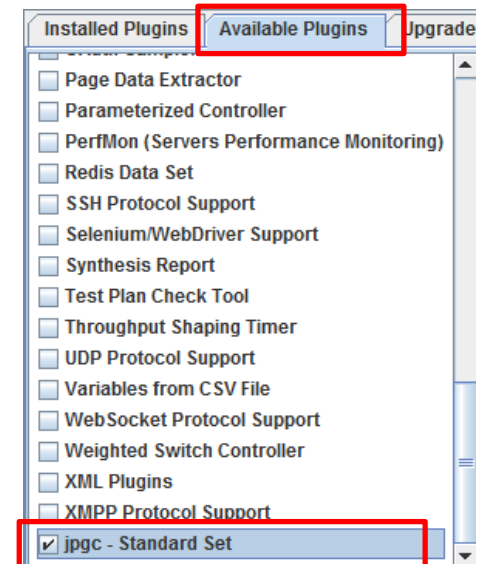 Installed Plugins Available Plugins Upgrade
Page Data Extractor
Parameterized Controller
PerfMon (Servers Performance Monitoring)
Redis Data Set
SSH Protocol Support
Selenium/WebDriver Support
Synthesis Report
Test Plan Check Tool
Throughput Shaping Timer
UDP Protocol Support
Variables from CSV File
WebSocket Protocol Support
Weighted Switch Controller
XML Plugins
XMPP Protocol Support
jpgc - Standard Set